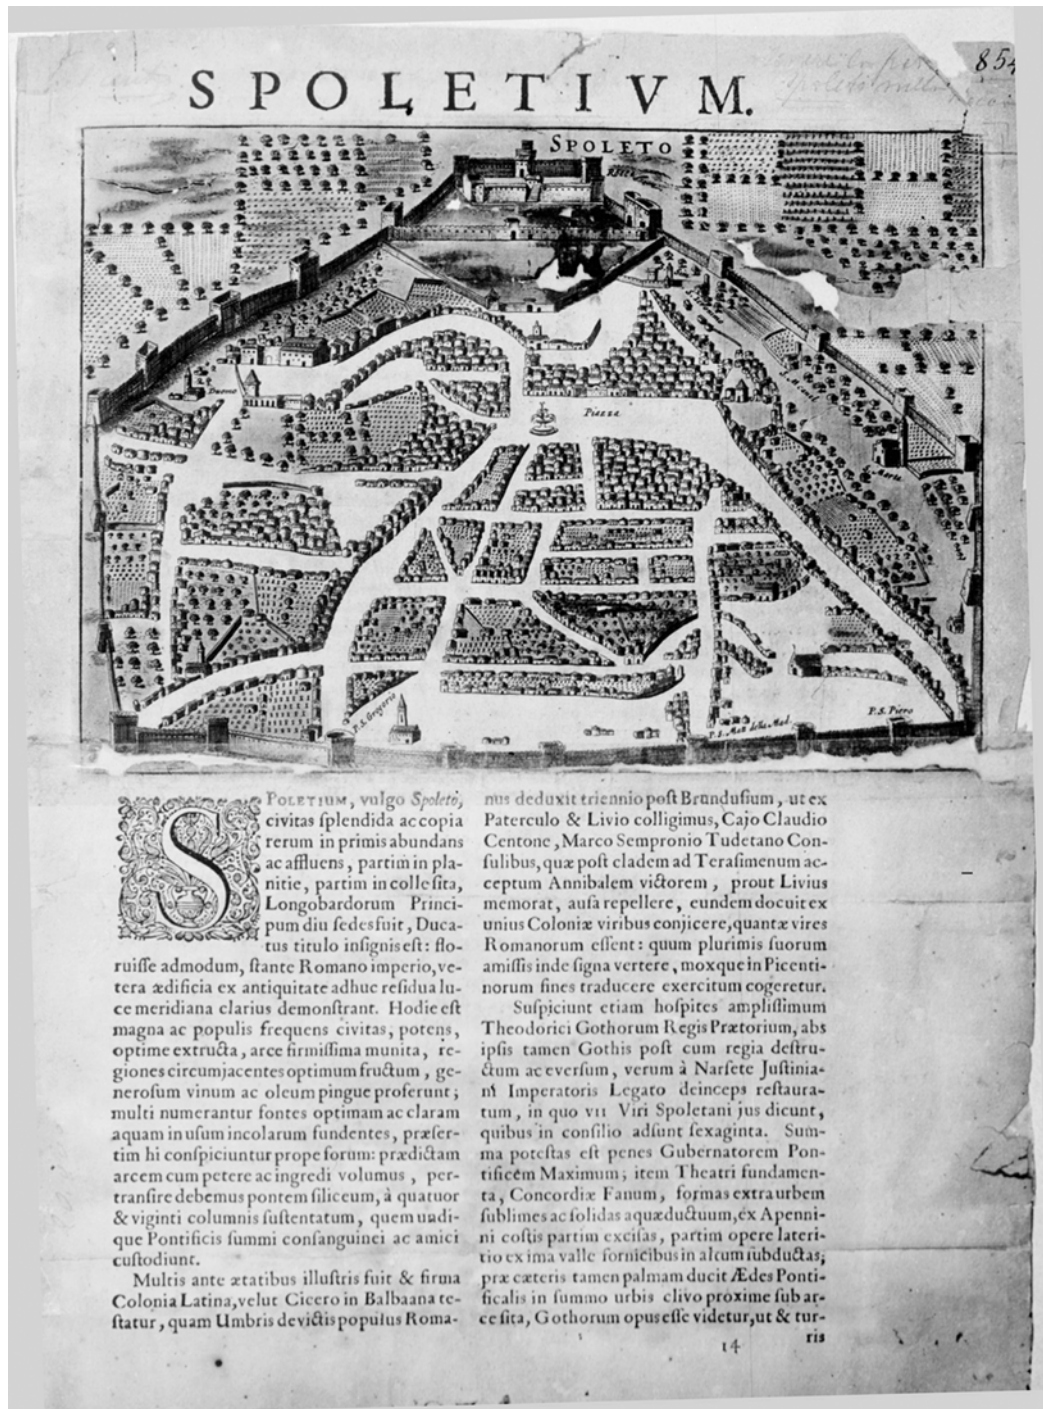 854
SPOLETIVM.
SPOLETO
Rocca
Duomo
Piazza
P.S. Gregorio
P.S. Mat della Mad.
P.S. Piero
SPOLETIUM, vulgo Spoleto,
civitas ſplendida ac copia
rerum in primis abundans
ac affluens, partim in pla-
nitie, partim in colle ſita,
Longobardorum Princi-
pum diu ſedes fuit, Duca-
tus titulo inſignis eſt: flo-
ruiſſe admodum, ſtante Romano imperio, ve-
tera ædificia ex antiquitate adhuc reſidua lu-
ce meridiana clarius demonſtrant. Hodie eſt
magna ac populis frequens civitas, potens,
optime extructa, arce firmiſſima munita, re-
giones circumjacentes optimum fructum, ge-
neroſum vinum ac oleum pingue proferunt;
multi numerantur fontes optimam ac claram
aquam in uſum incolarum fundentes, præſer-
tim hi conſpiciuntur prope forum: prædictam
arcem cum petere ac ingredi volumus, per-
tranſire debemus pontem ſiliceum, à quatuor
& viginti columnis ſuſtentatum, quem undi-
que Pontificis ſummi conſanguinei ac amici
cuſtodiunt.
Multis ante ætatibus illuſtris fuit & firma
Colonia Latina, velut Cicero in Balbaana te-
ſtatur, quam Umbris devictis populus Roma-
nus deduxit triennio poſt Brunduſium, ut ex
Paterculo & Livio colligimus, Cajo Claudio
Centone, Marco Sempronio Tudetano Con-
ſulibus, quæ poſt cladem ad Teraſimenum ac-
ceptum Annibalem victorem, prout Livius
memorat, auſa repellere, eundem docuit ex
unius Coloniæ viribus conjicere, quantæ vires
Romanorum eſſent: quum plurimis ſuorum
amiſſis inde ſigna vertere, moxque in Picenti-
norum fines traducere exercitum cogeretur.
Suſpiciunt etiam hoſpites ampliſſimum
Theodorici Gothorum Regis Prætorium, abs
ipſis tamen Gothis poſt cum regia deſtru-
ctum ac everſum, verum à Narſete Juſtinia-
ni Imperatoris Legato deinceps reſtaura-
tum, in quo VII Viri Spoletani jus dicunt,
quibus in conſilio adſunt ſexaginta. Sum-
ma poteſtas eſt penes Gubernatorem Pon-
tificem Maximum; item Theatri fundamen-
ta, Concordiæ Fanum, formas extra urbem
ſublimes ac ſolidas aquæductuum, ex Apenni-
ni coſtis partim exciſas, partim opere lateri-
tio ex ima valle fornicibus in altum ſubductas;
præ cæteris tamen palmam ducit Ædes Ponti-
ficalis in ſummo urbis clivo proxime ſub ar-
ce ſita, Gothorum opus eſſe videtur, ut & tur-
14
ris